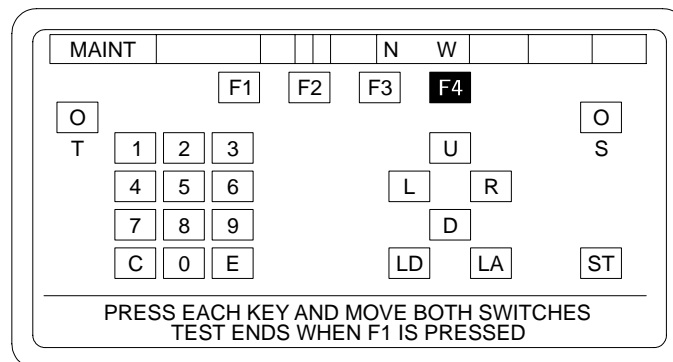 MAINT N W
F1 F2 F3 F4
O O
T 1 2 3 U S
4 5 6 L R
7 8 9 D
C 0 E LD LA ST
PRESS EACH KEY AND MOVE BOTH SWITCHES
TEST ENDS WHEN F1 IS PRESSED